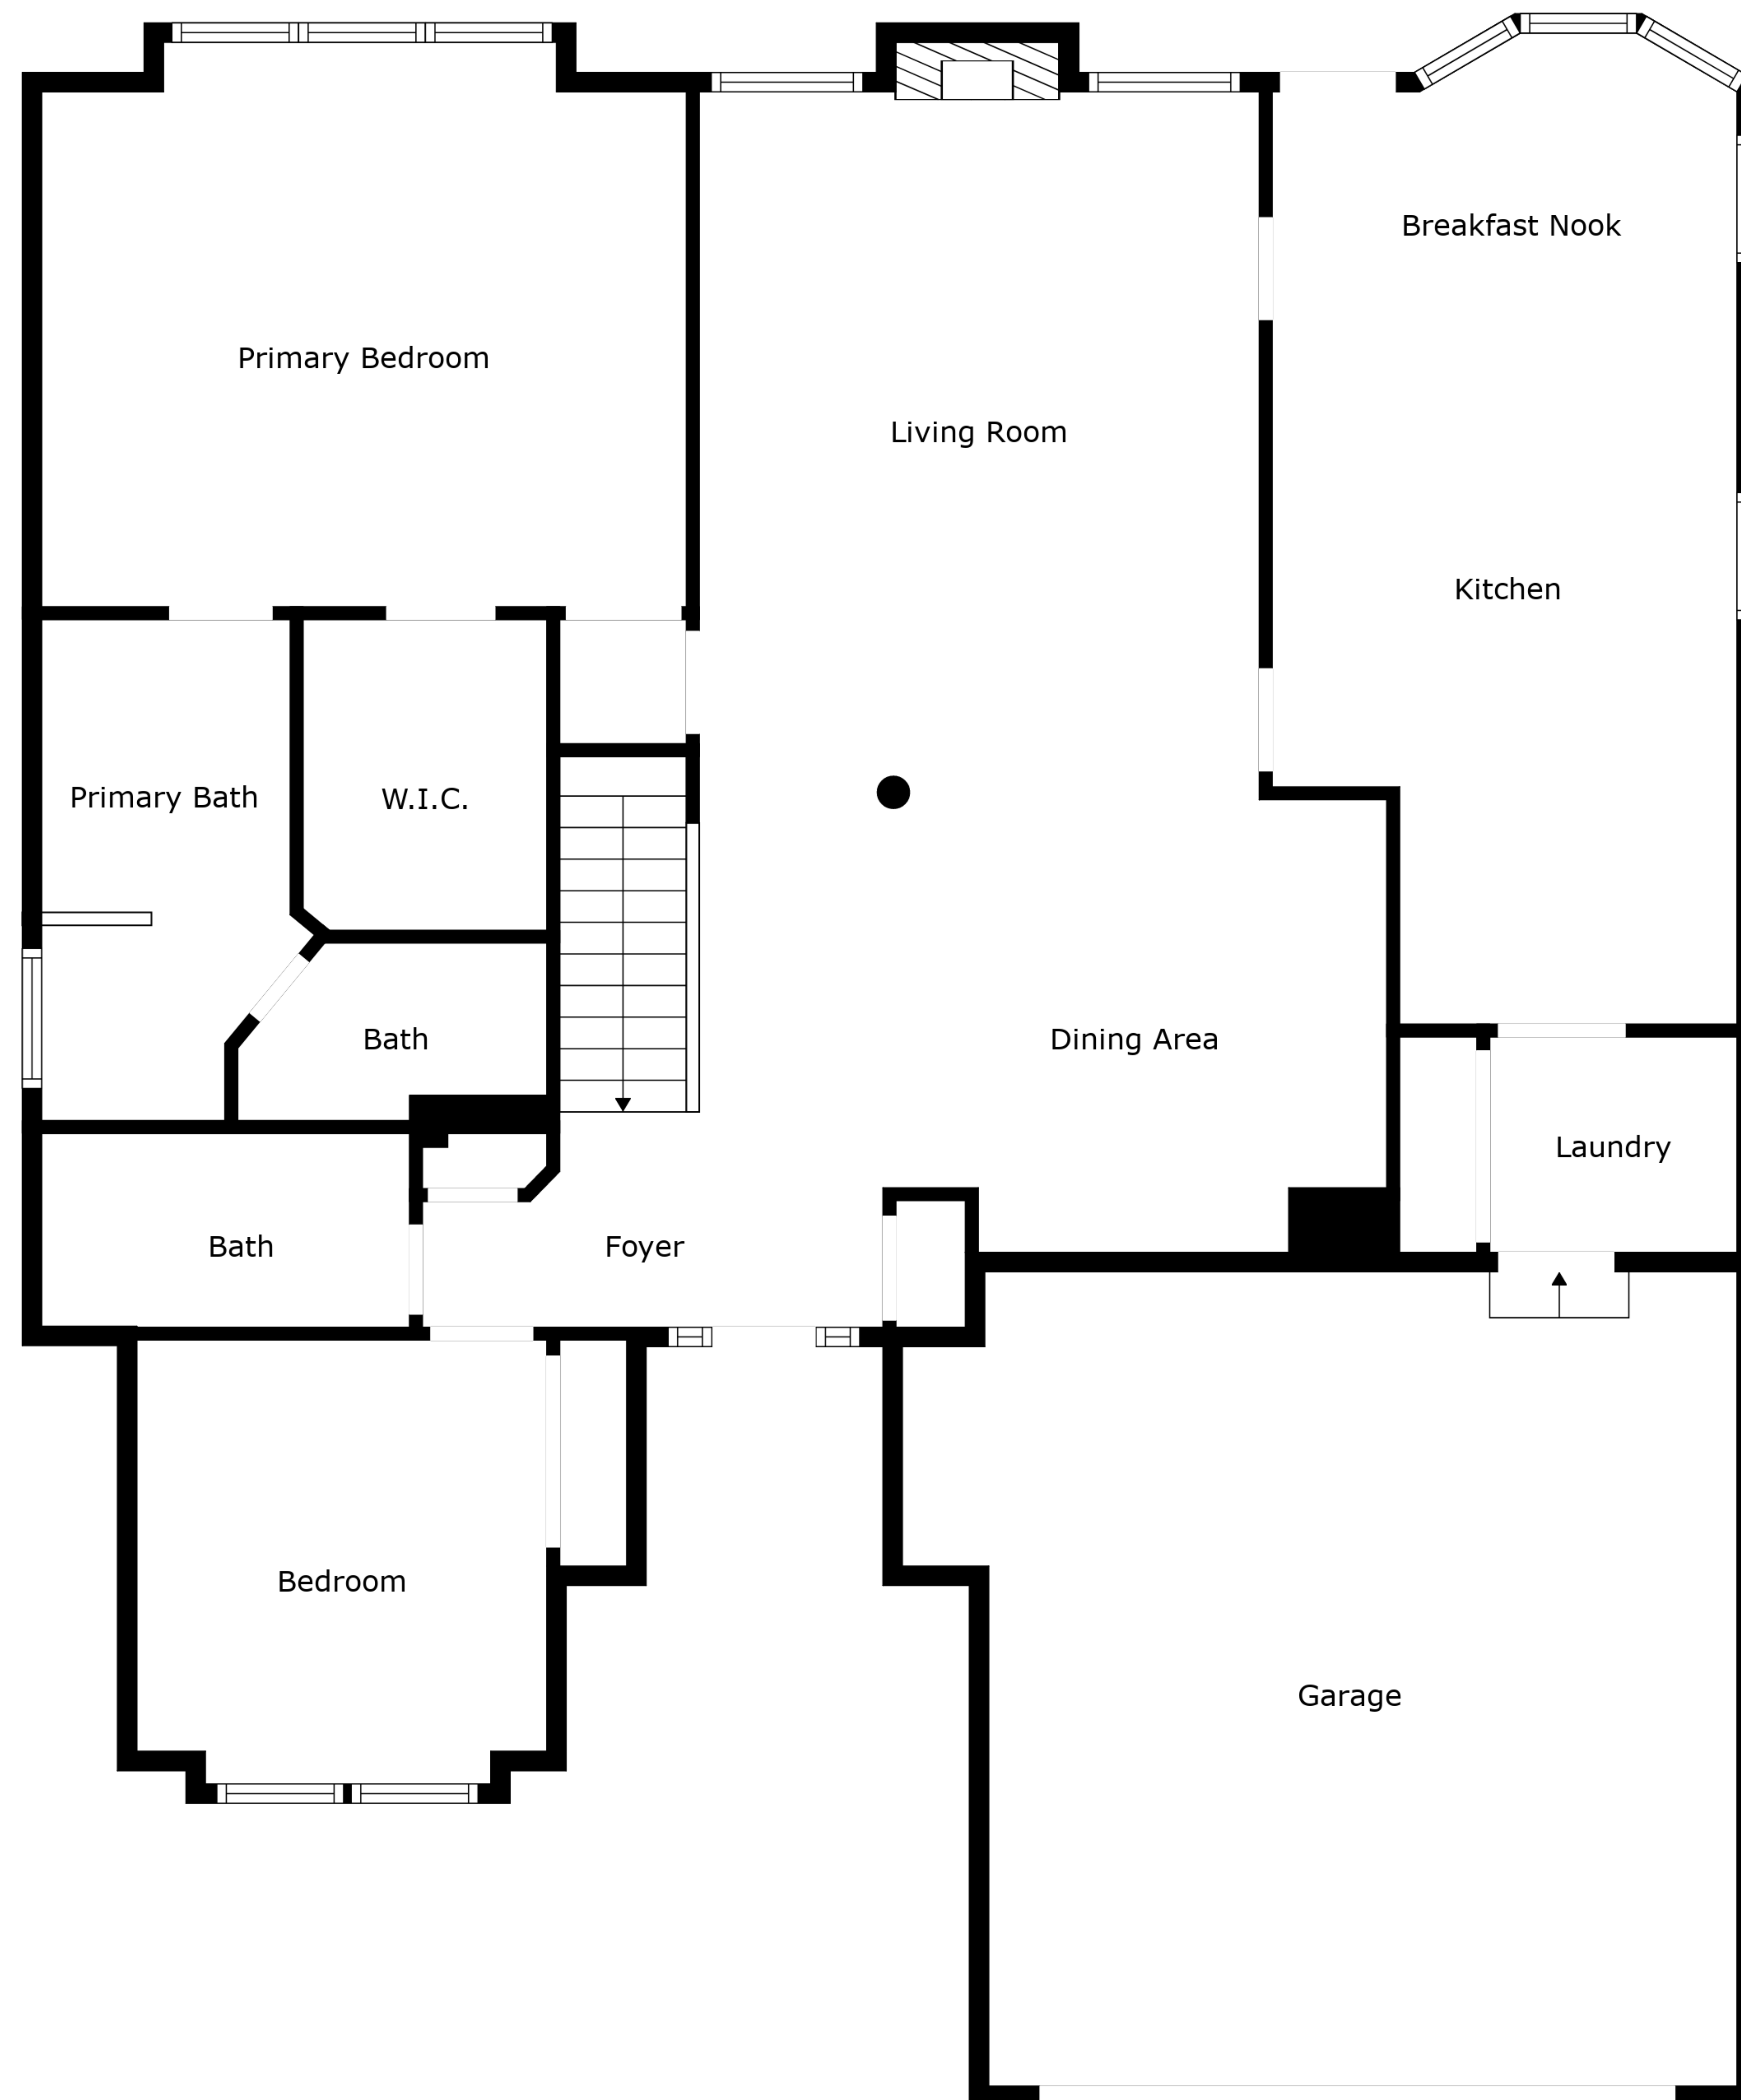 Breakfast Nook
Primary Bedroom
Living Room
Kitchen
Primary Bath
W.I.C.
Bath
Dining Area
Laundry
Bath
Foyer
Bedroom
Garage